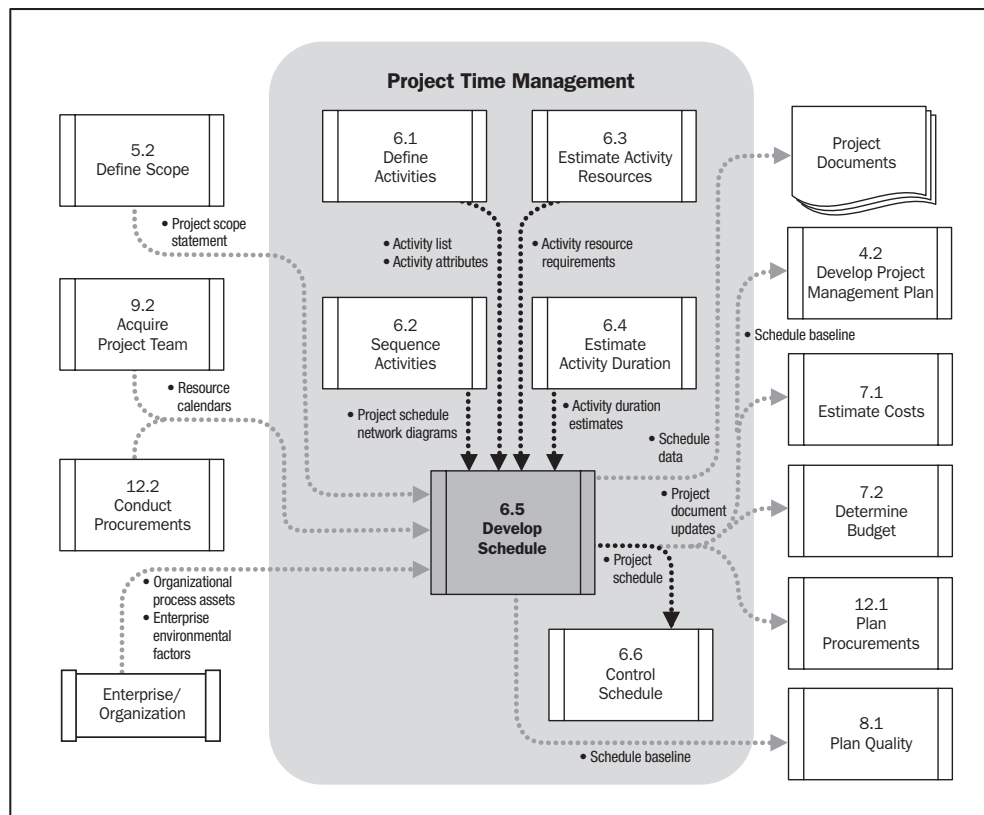 Project Time Management
5.2
Define Scope
• Project scope
statement
9.2
Acquire
Project Team
• Resource
calendars
12.2
Conduct
Procurements
• Organizational
process assets
• Enterprise
environmental
factors
Enterprise/
Organization
6.1
Define
Activities
• Activity list
• Activity attributes
6.3
Estimate Activity
Resources
• Activity resource
requirements
6.2
Sequence
Activities
• Project schedule
network diagrams
6.4
Estimate
Activity Duration
• Activity duration
estimates
6.5
Develop
Schedule
• Schedule
data
• Project
document
updates
• Project
schedule
6.6
Control
Schedule
• Schedule baseline
Project
Documents
4.2
Develop Project
Management Plan
• Schedule baseline
7.1
Estimate Costs
7.2
Determine
Budget
12.1
Plan
Procurements
8.1
Plan Quality